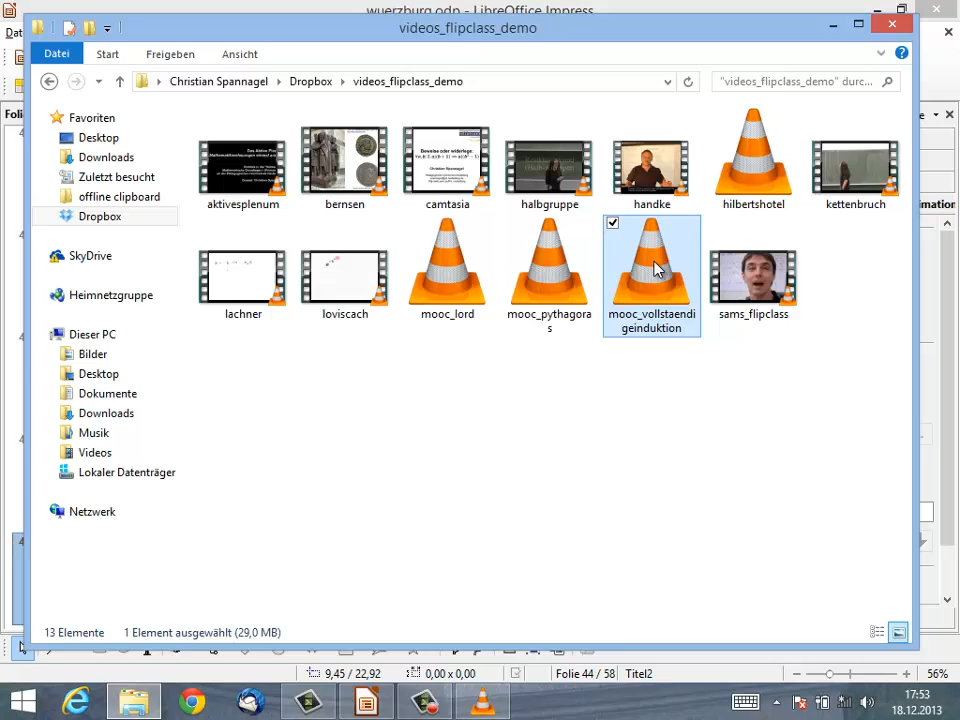 wuerzburg.odp - LibreOffice Impress
videos_flipclass_demo
Datei Start Freigeben Ansicht
Christian Spannagel Dropbox videos_flipclass_demo
"videos_flipclass_demo" durc...
Favoriten
Desktop
Downloads
Zuletzt besucht
offline clipboard
Dropbox
SkyDrive
Heimnetzgruppe
Dieser PC
Bilder
Desktop
Dokumente
Downloads
Musik
Videos
Lokaler Datenträger
Netzwerk
aktivesplenum bernsen camtasia halbgruppe handke hilbertshotel kettenbruch
lachner loviscach mooc_lord mooc_pythagora
s mooc_vollstaendi
geinduktion sams_flipclass
13 Elemente 1 Element ausgewählt (29,0 MB)
9,45 / 22,92 0,00 x 0,00 Folie 44 / 58 Titel2 56%
17:53
18.12.2013